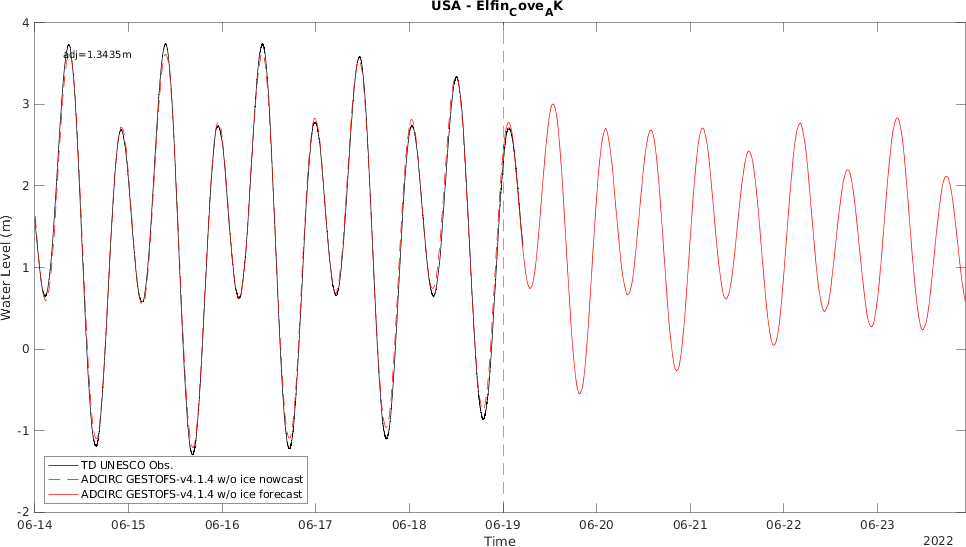 USA - Elfin_Cove_AK
adj=1.3435m
4
3
2
1
0
-1
-2
Water Level (m)
TD UNESCO Obs.
ADCIRC GESTOFS-v4.1.4 w/o ice nowcast
ADCIRC GESTOFS-v4.1.4 w/o ice forecast
06-14 06-15 06-16 06-17 06-18 06-19 06-20 06-21 06-22 06-23
Time
2022